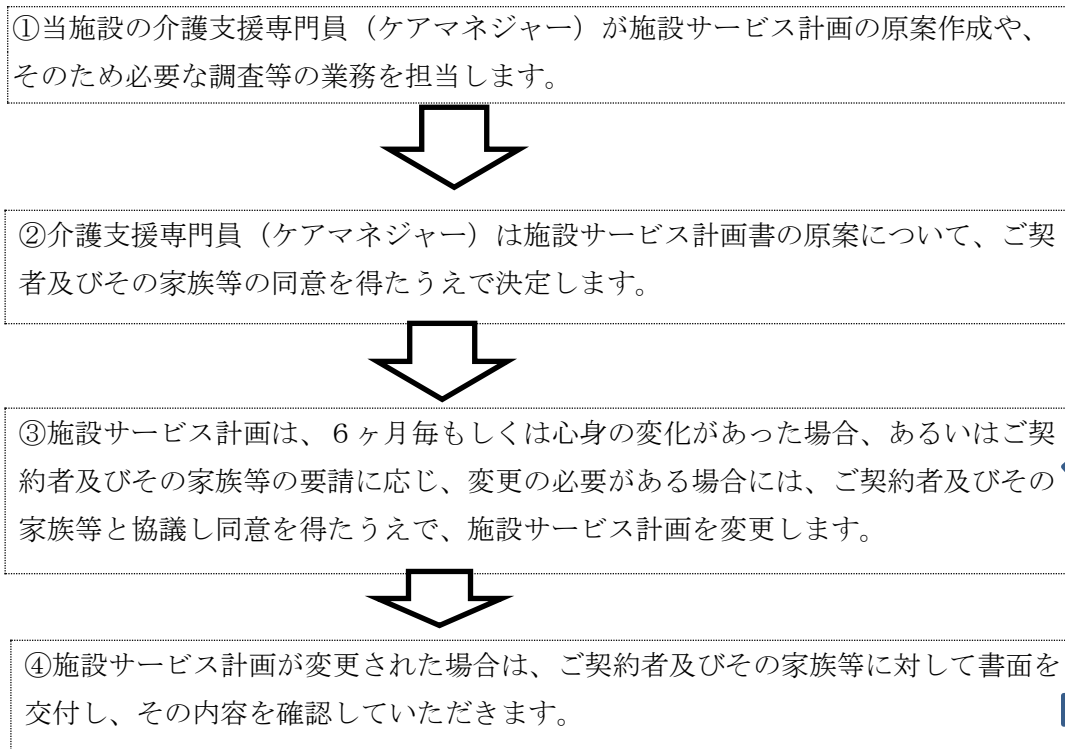 ①当施設の介護支援専門員（ケアマネジャー）が施設サービス計画の原案作成や、
そのため必要な調査等の業務を担当します。
②介護支援専門員（ケアマネジャー）は施設サービス計画書の原案について、ご契
者及びその家族等の同意を得たうえで決定します。
③施設サービス計画は、６ヶ月毎もしくは心身の変化があった場合、あるいはご契
約者及びその家族等の要請に応じ、変更の必要がある場合には、ご契約者及びその
家族等と協議し同意を得たうえで、施設サービス計画を変更します。
④施設サービス計画が変更された場合は、ご契約者及びその家族等に対して書面を
交付し、その内容を確認していただきます。